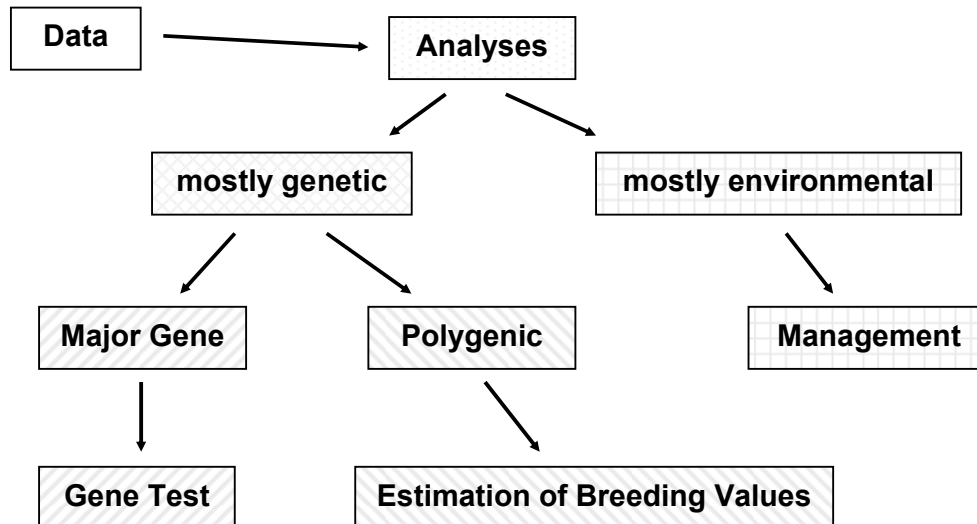 Data
Analyses
mostly genetic
mostly environmental
Major Gene
Polygenic
Management
Gene Test
Estimation of Breeding Values